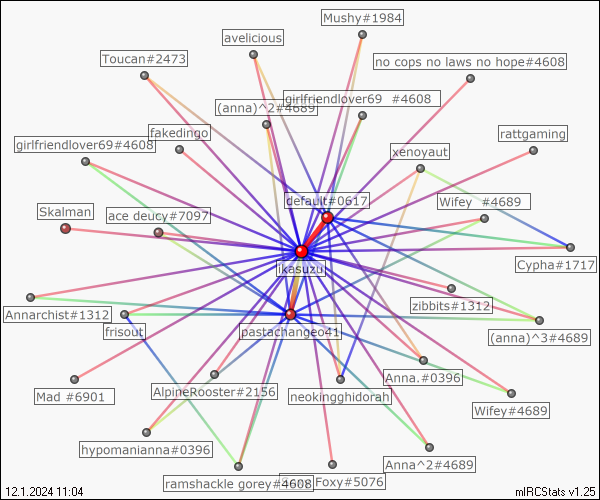 Mushy#1984
avelicious
Toucan#2473
no cops no laws no hope#4608
girlfriendlover69 #4608
(anna)^2#4689
fakedingo
rattgaming
girlfriendlover69#4608
xenoyaut
default#0617
Wifey #4689
Skalman
ace deucy#7097
Cypha#1717
likasuzu
zibbits#1312
Annarchist#1312
frisout
pastachangeo41
(anna)^3#4689
Anna.#0396
Mad #6901
AlpineRooster#2156
neokingghidorah
Wifey#4689
hypomanianna#0396
Anna^2#4689
ramshackle gorey#4608
Foxy#5076
12.1.2024 11:04
mIRCStats v1.25